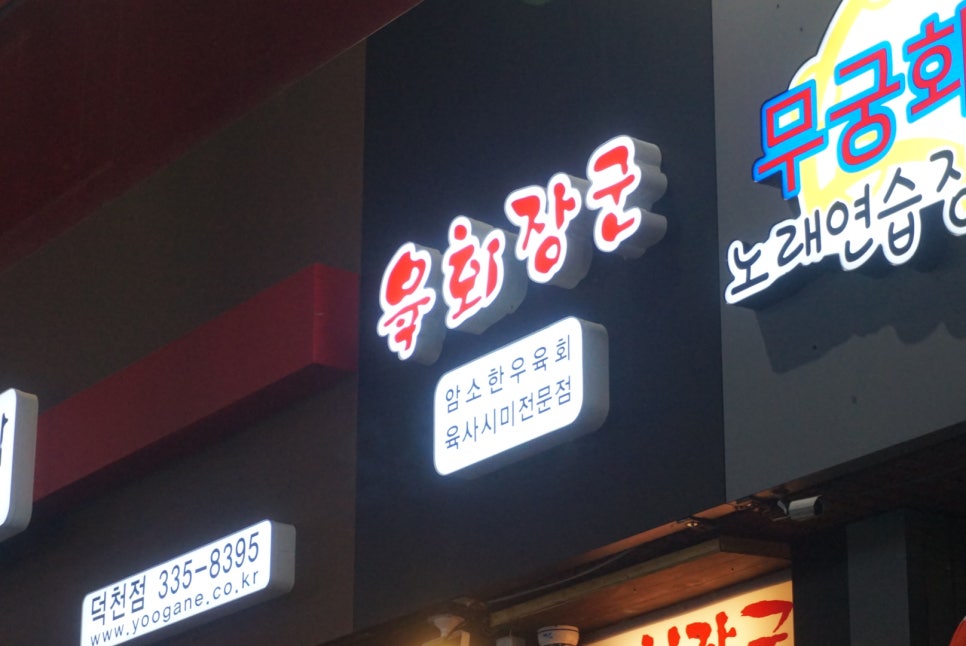 육회장군
암소한우육회
육사시미전문점
무궁화
노래연습장
덕천점 335-8395
www.yoogane.co.kr